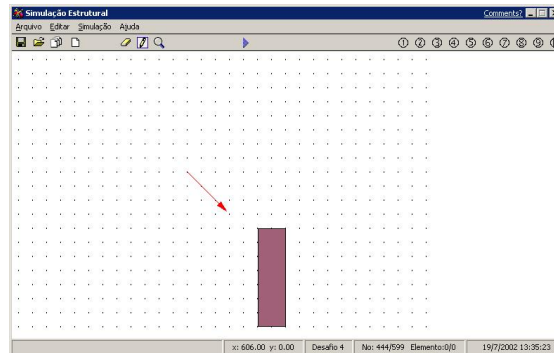 Simulação Estrutural Comments?
Arquivo Editar Simulação Ajuda
1 2 3 4 5 6 7 8 9
x: 606.00 y: 0.00 Desafio 4 No: 444/599 Elemento:0/0 19/7/2002 13:35:23